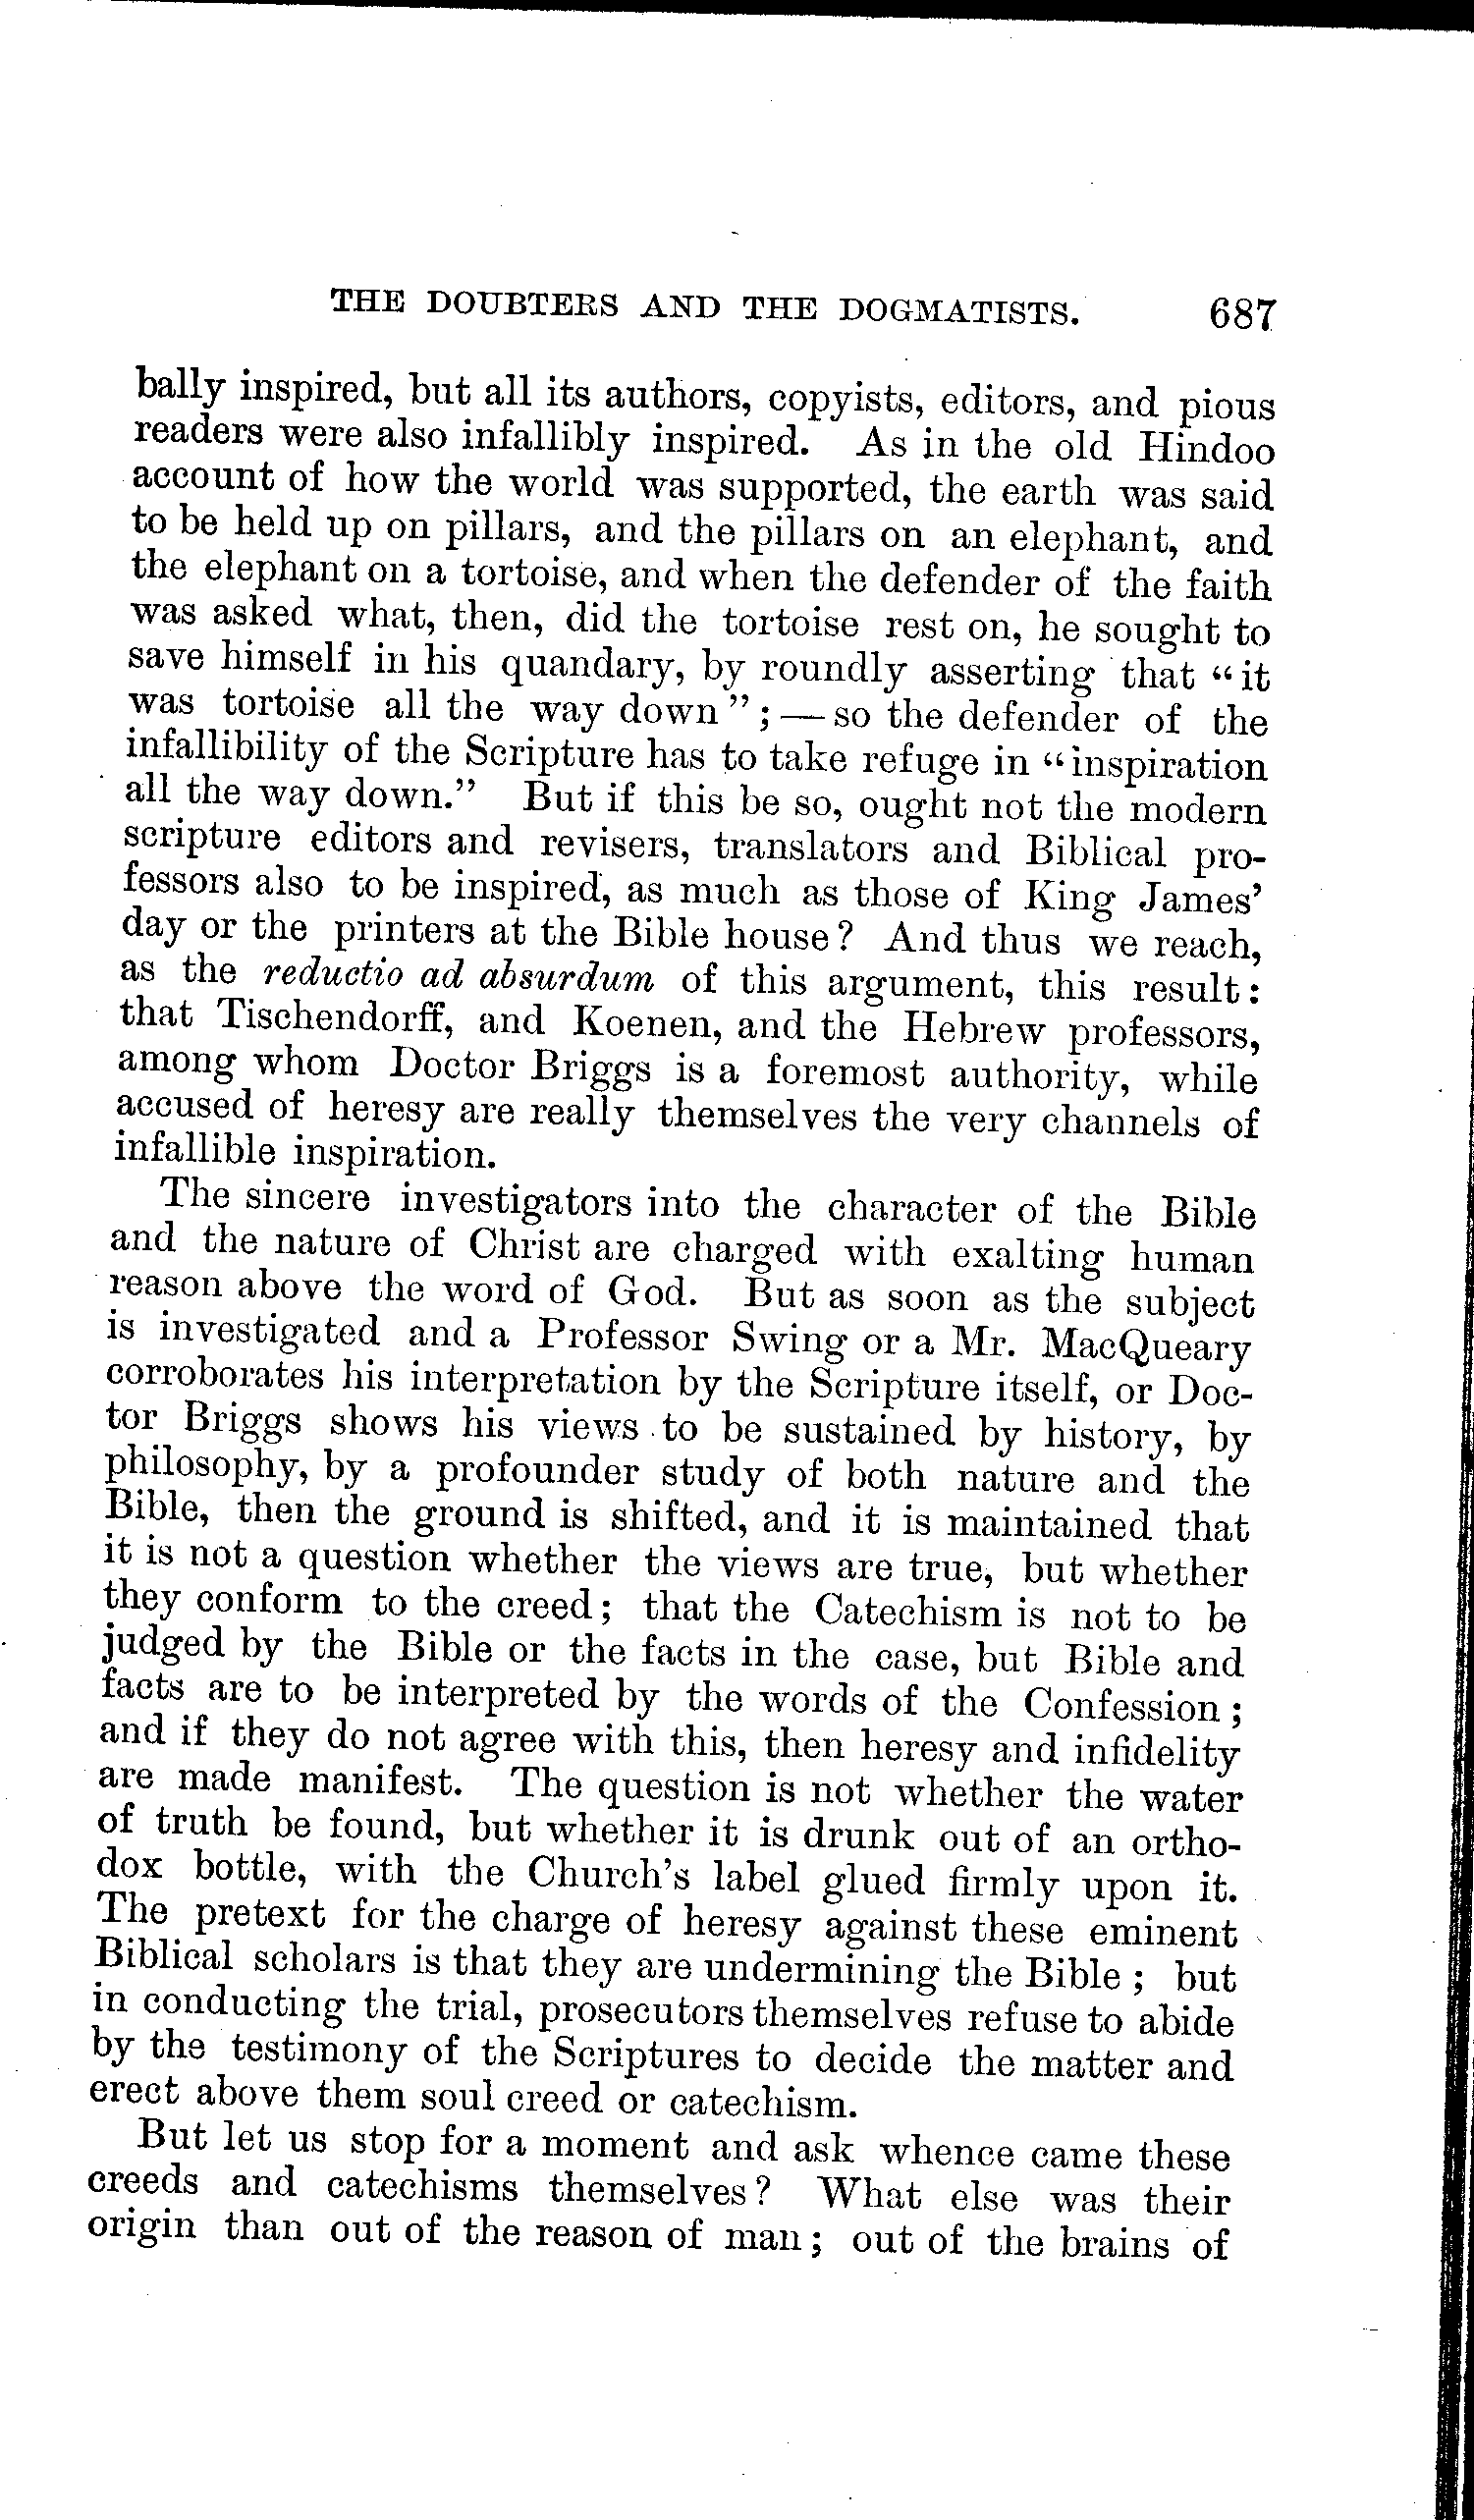 THE DOUBTERS AND THE DOGMATISTS. 687
bally inspired, but all its authors, copyists, editors, and pious
readers were also infallibly inspired. As in the old Hindoo
account of how the world was supported, the earth was said
to be held up on pillars, and the pillars on an elephant, and
the elephant on a tortoise, and when the defender of the faith
was asked what, then, did the tortoise rest on, he sought to
save himself in his quandary, by roundly asserting that “it
was tortoise all the way down”;—so the defender of the
infallibility of the Scripture has to take refuge in “inspiration
all the way down.” But if this be so, ought not the modern
scripture editors and revisers, translators and Biblical pro-
fessors also to be inspired, as much as those of King James’
day or the printers at the Bible house? And thus we reach,
as the reductio ad absurdum of this argument, this result:
that Tischendorff, and Koenen, and the Hebrew professors,
among whom Doctor Briggs is a foremost authority, while
accused of heresy are really themselves the very channels of
infallible inspiration.
The sincere investigators into the character of the Bible
and the nature of Christ are charged with exalting human
reason above the word of God. But as soon as the subject
is investigated and a Professor Swing or a Mr. MacQueary
corroborates his interpretation by the Scripture itself, or Doc-
tor Briggs shows his views to be sustained by history, by
philosophy, by a profounder study of both nature and the
Bible, then the ground is shifted, and it is maintained that
it is not a question whether the views are true, but whether
they conform to the creed; that the Catechism is not to be
judged by the Bible or the facts in the case, but Bible and
facts are to be interpreted by the words of the Confession;
and if they do not agree with this, then heresy and infidelity
are made manifest. The question is not whether the water
of truth be found, but whether it is drunk out of an ortho-
dox bottle, with the Church’s label glued firmly upon it.
The pretext for the charge of heresy against these eminent
Biblical scholars is that they are undermining the Bible; but
in conducting the trial, prosecutors themselves refuse to abide
by the testimony of the Scriptures to decide the matter and
erect above them soul creed or catechism.
But let us stop for a moment and ask whence came these
creeds and catechisms themselves? What else was their
origin than out of the reason of man; out of the brains of